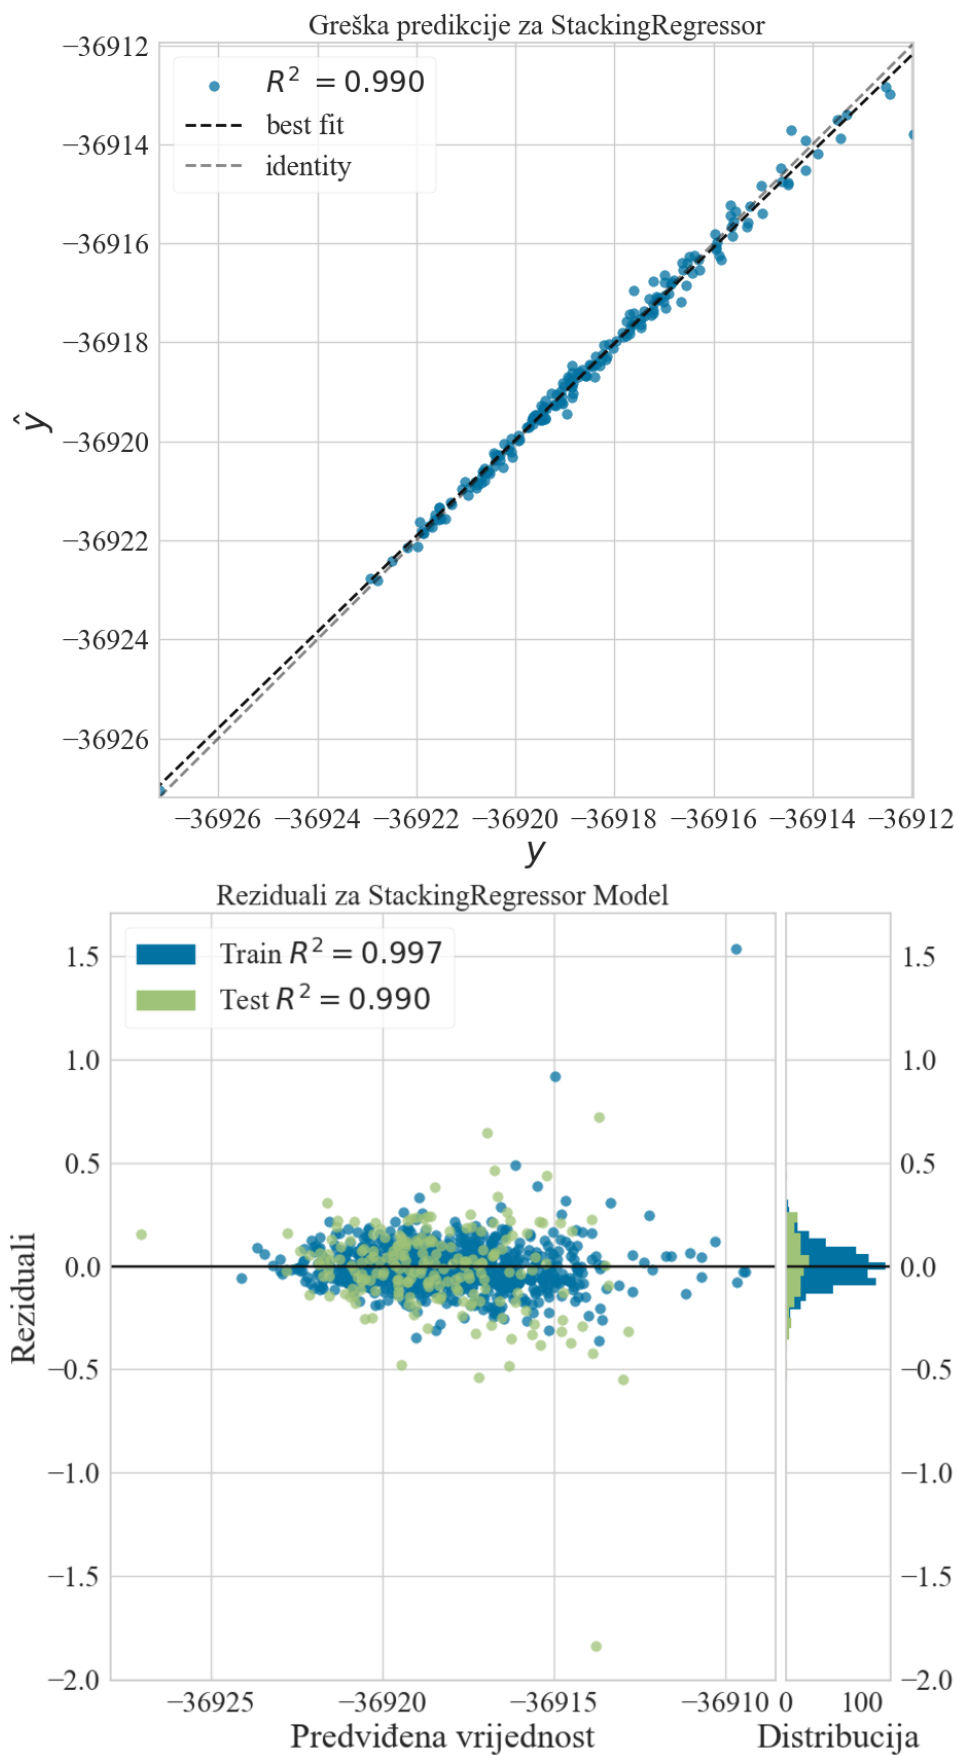 Greška predikcije za StackingRegressor
−36912
R² = 0.990
best fit
identity
−36914
−36916
−36918
−36920
−36922
−36924
−36926
ŷ
−36926 −36924 −36922 −36920 −36918 −36916 −36914 −36912
y
Reziduali za StackingRegressor Model
Train R² = 0.997
Test R² = 0.990
1.5 1.5
1.0 1.0
0.5 0.5
0.0 0.0
−0.5 −0.5
−1.0 −1.0
−1.5 −1.5
−2.0 −2.0
Reziduali
−36925 −36920 −36915 −36910 0 100
Predviđena vrijednost Distribucija